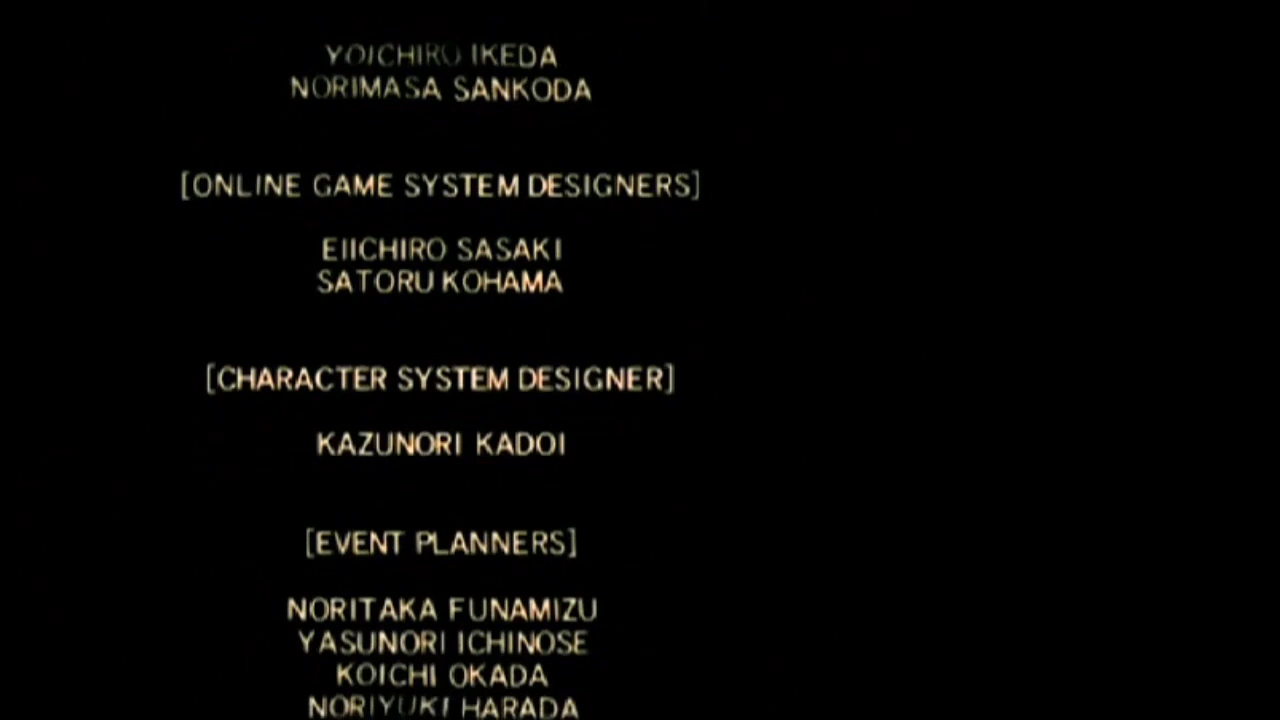 YOICHIRO IKEDA
NORIMASA SANKODA
[ONLINE GAME SYSTEM DESIGNERS]
EIICHIRO SASAKI
SATORU KOHAMA
[CHARACTER SYSTEM DESIGNER]
KAZUNORI KADOI
[EVENT PLANNERS]
NORITAKA FUNAMIZU
YASUNORI ICHINOSE
KOICHI OKADA
NORIYUKI HARADA